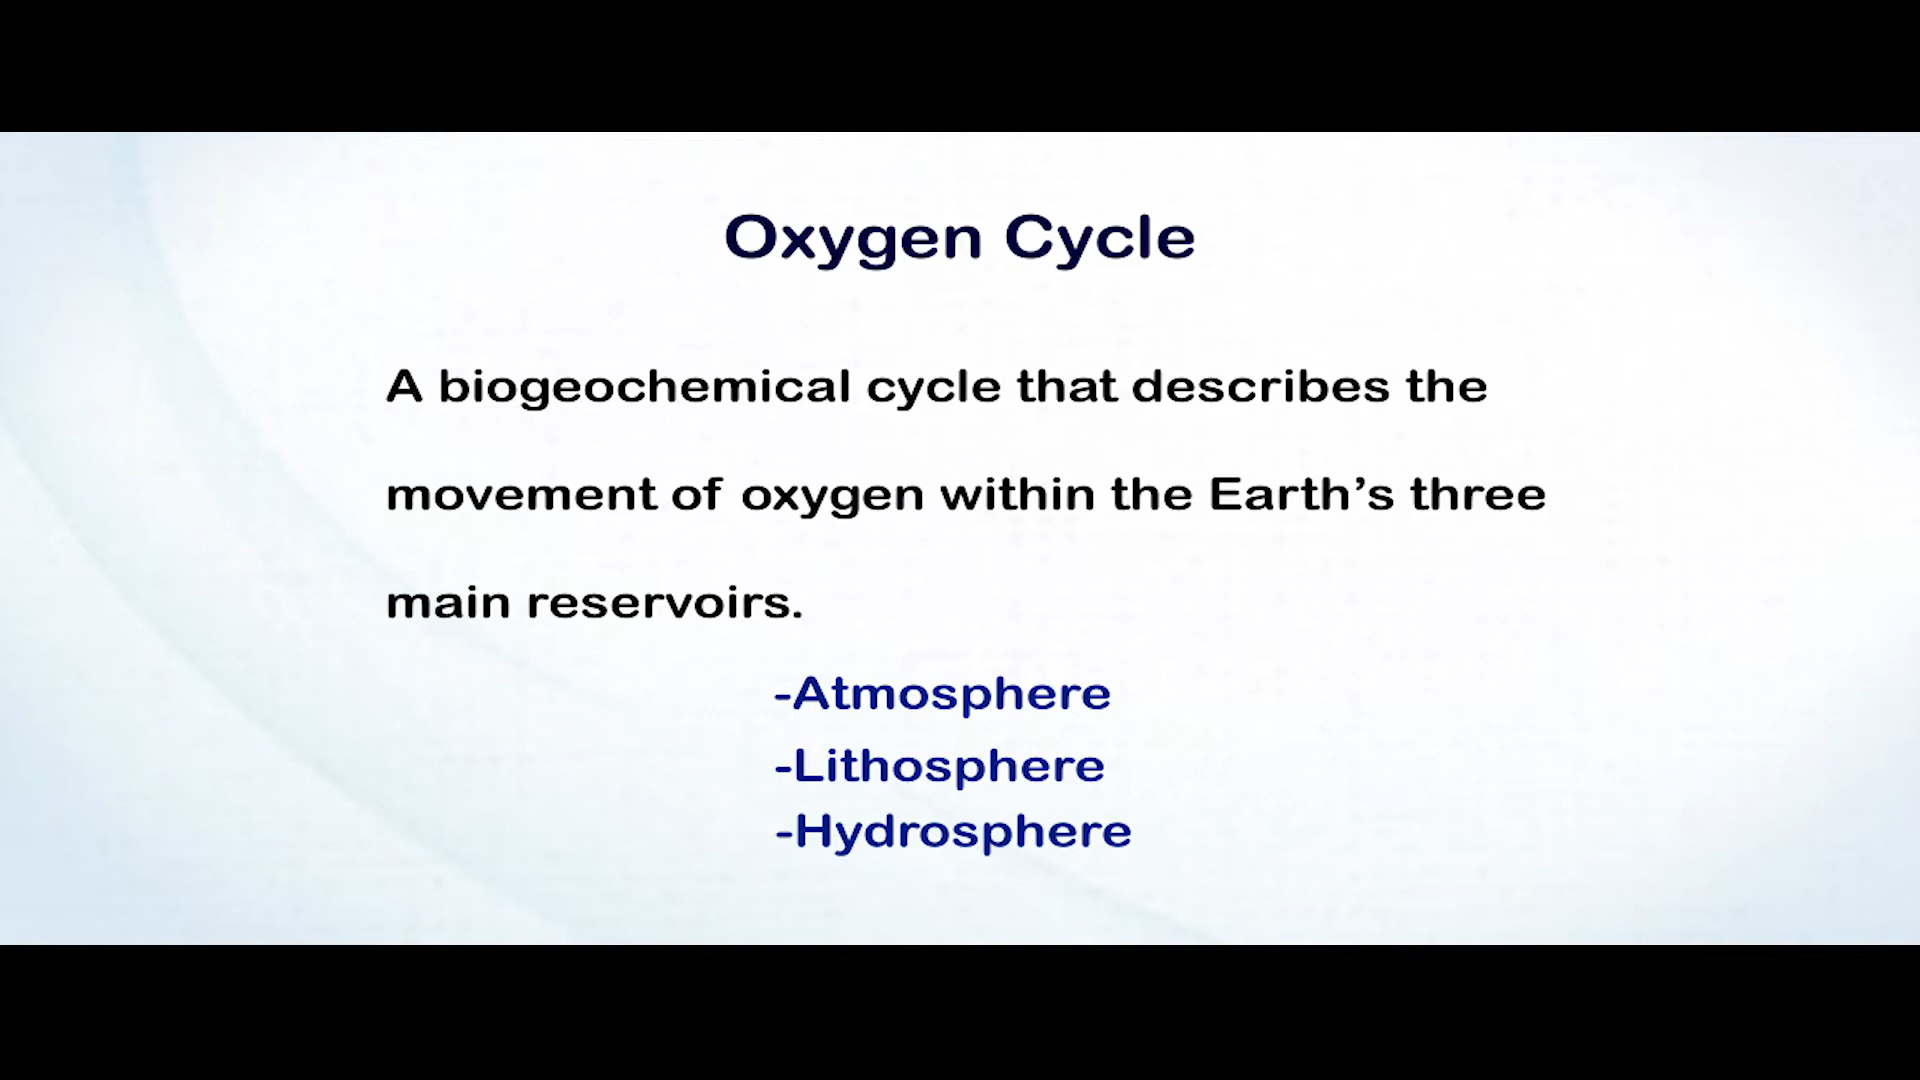 Oxygen Cycle
A biogeochemical cycle that describes the
movement of oxygen within the Earth’s three
main reservoirs.
-Atmosphere
-Lithosphere
-Hydrosphere